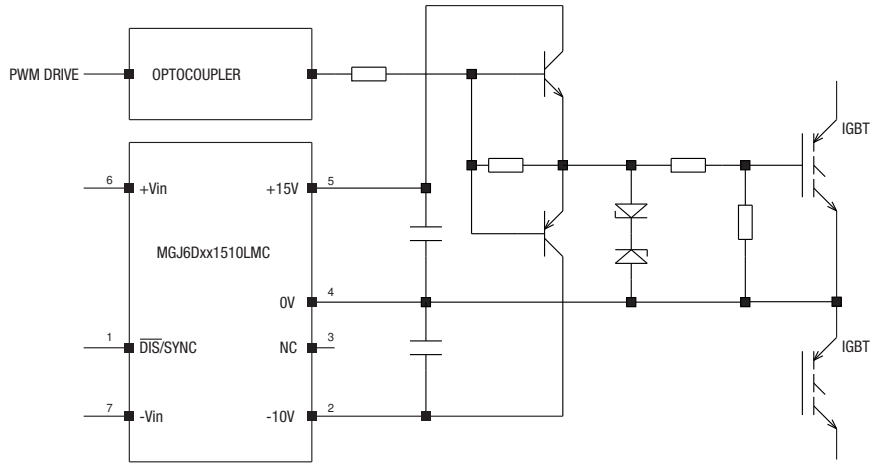 PWM DRIVE
OPTOCOUPLER
IGBT
6
+Vin
+15V
5
MGJ6Dxx1510LMC
0V
4
1
DIS/SYNC
NC
3
IGBT
7
-Vin
-10V
2